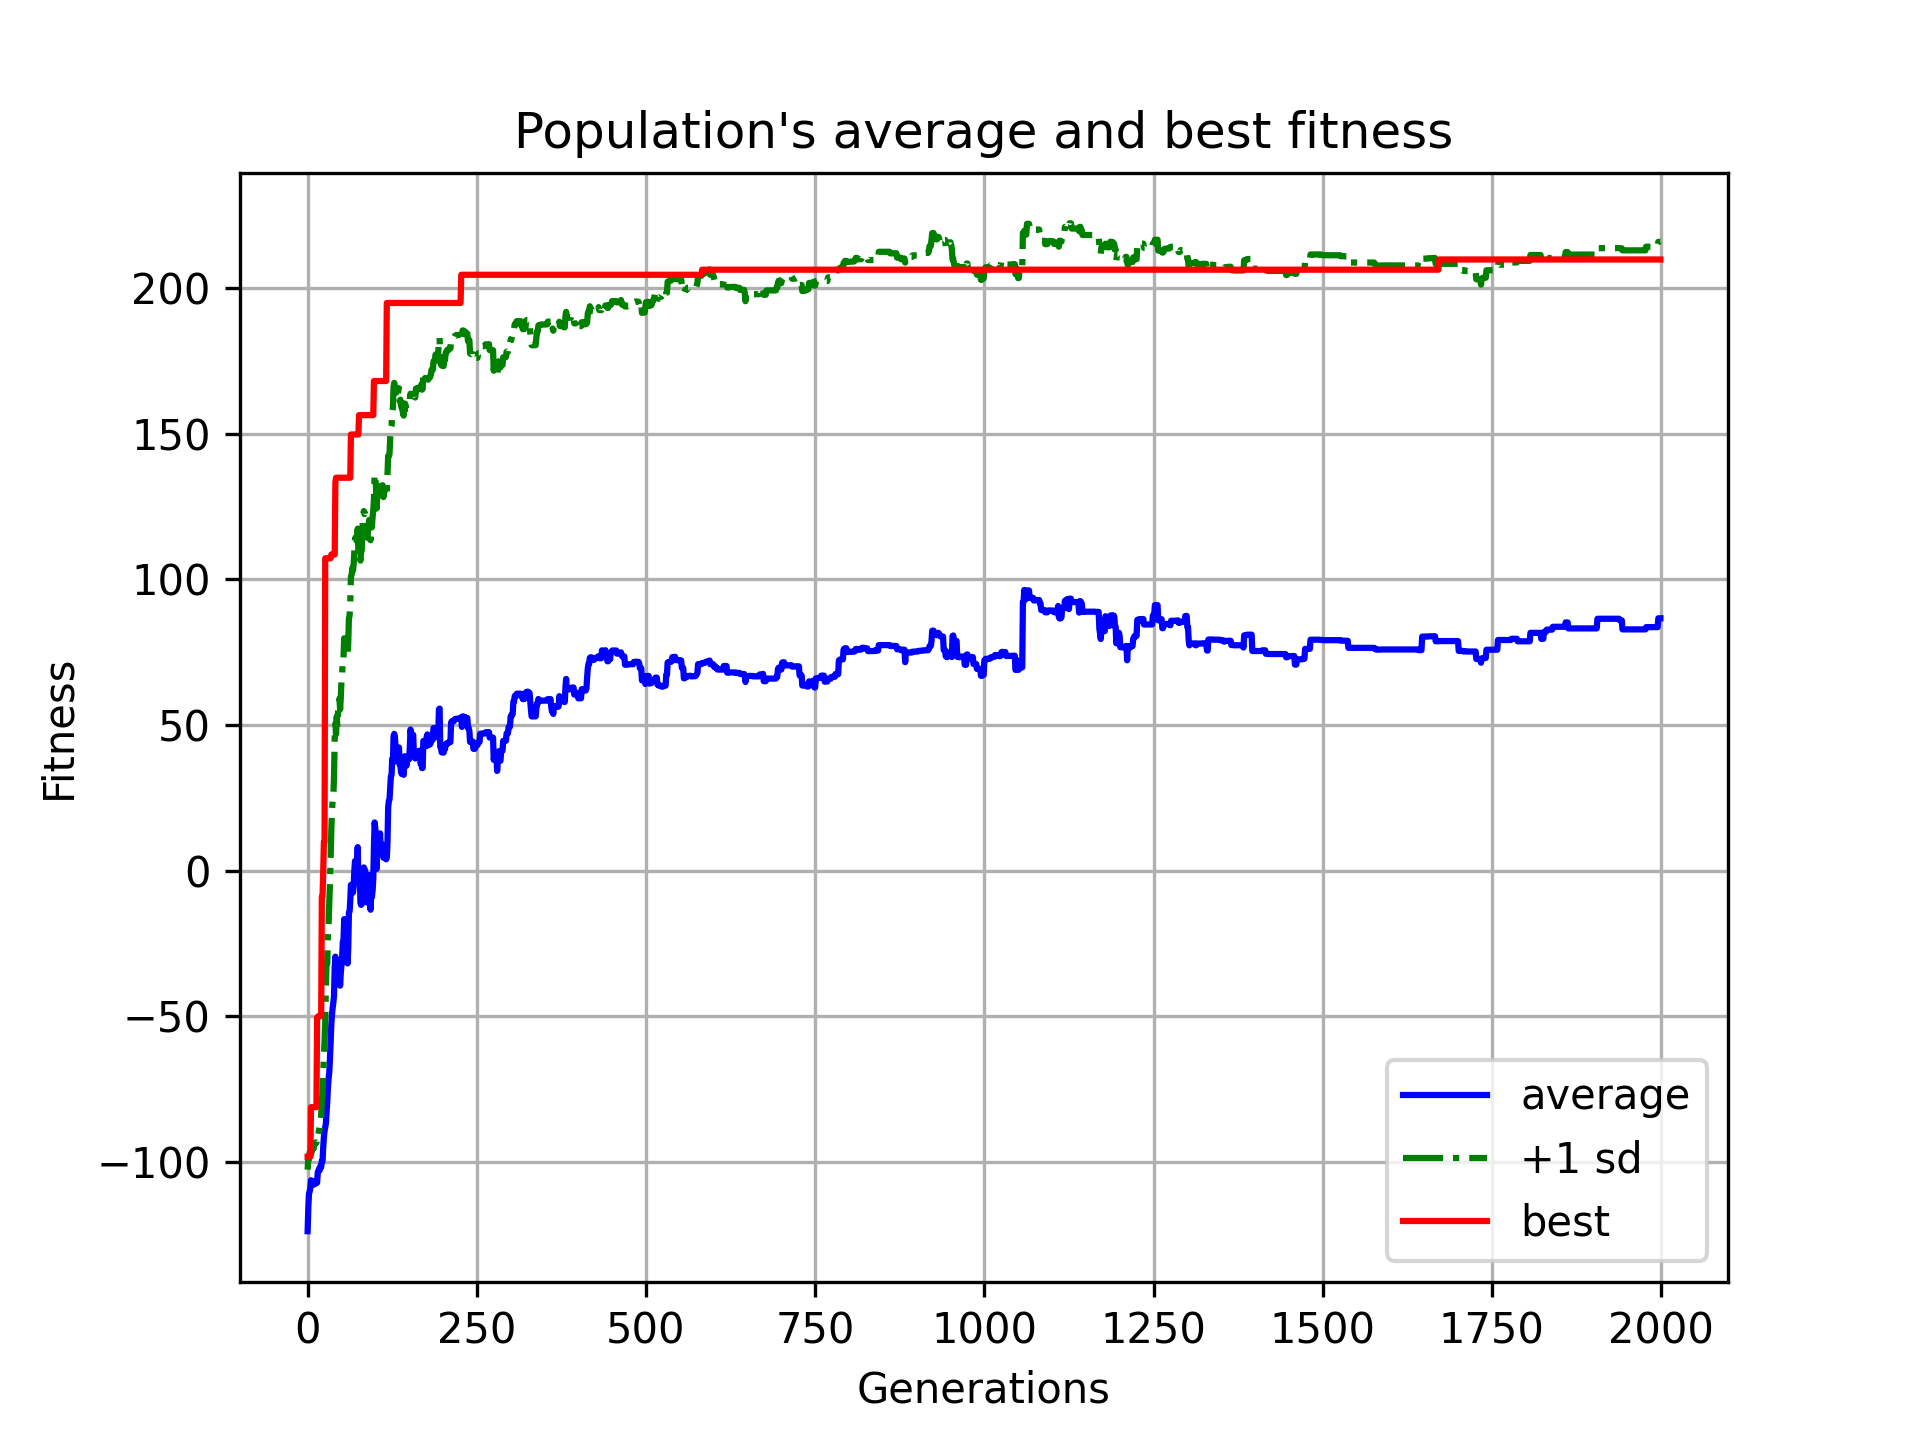 Population's average and best fitness
Fitness
200
150
100
50
0
−50
−100
0 250 500 750 1000 1250 1500 1750 2000
Generations
average
+1 sd
best